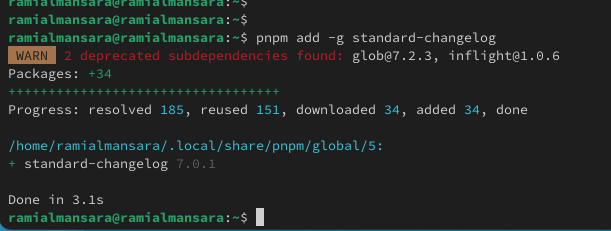 ramialmansara@ramialmansara:~$
ramialmansara@ramialmansara:~$
ramialmansara@ramialmansara:~$ pnpm add -g standard-changelog
WARN 2 deprecated subdependencies found: glob@7.2.3, inflight@1.0.6
Packages: +34
++++++++++++++++++++++++++++++++++
Progress: resolved 185, reused 151, downloaded 34, added 34, done
/home/ramialmansara/.local/share/pnpm/global/5:
+ standard-changelog 7.0.1
Done in 3.1s
ramialmansara@ramialmansara:~$